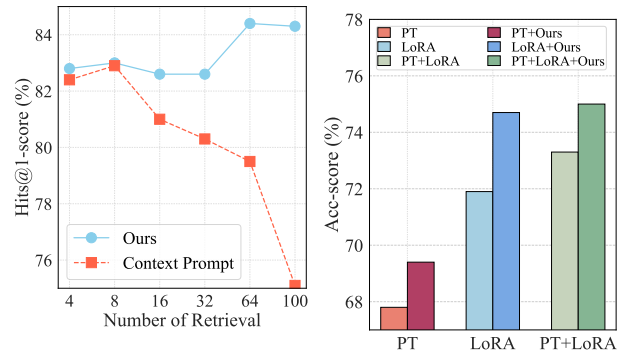 84
82
80
78
76
4 8 16 32 64 100
Hits@1-score (%)
Number of Retrieval
Ours
Context Prompt
78
76
74
72
70
68
Acc-score (%)
PT PT+Ours
LoRA LoRA+Ours
PT+LoRA PT+LoRA+Ours
PT LoRA PT+LoRA